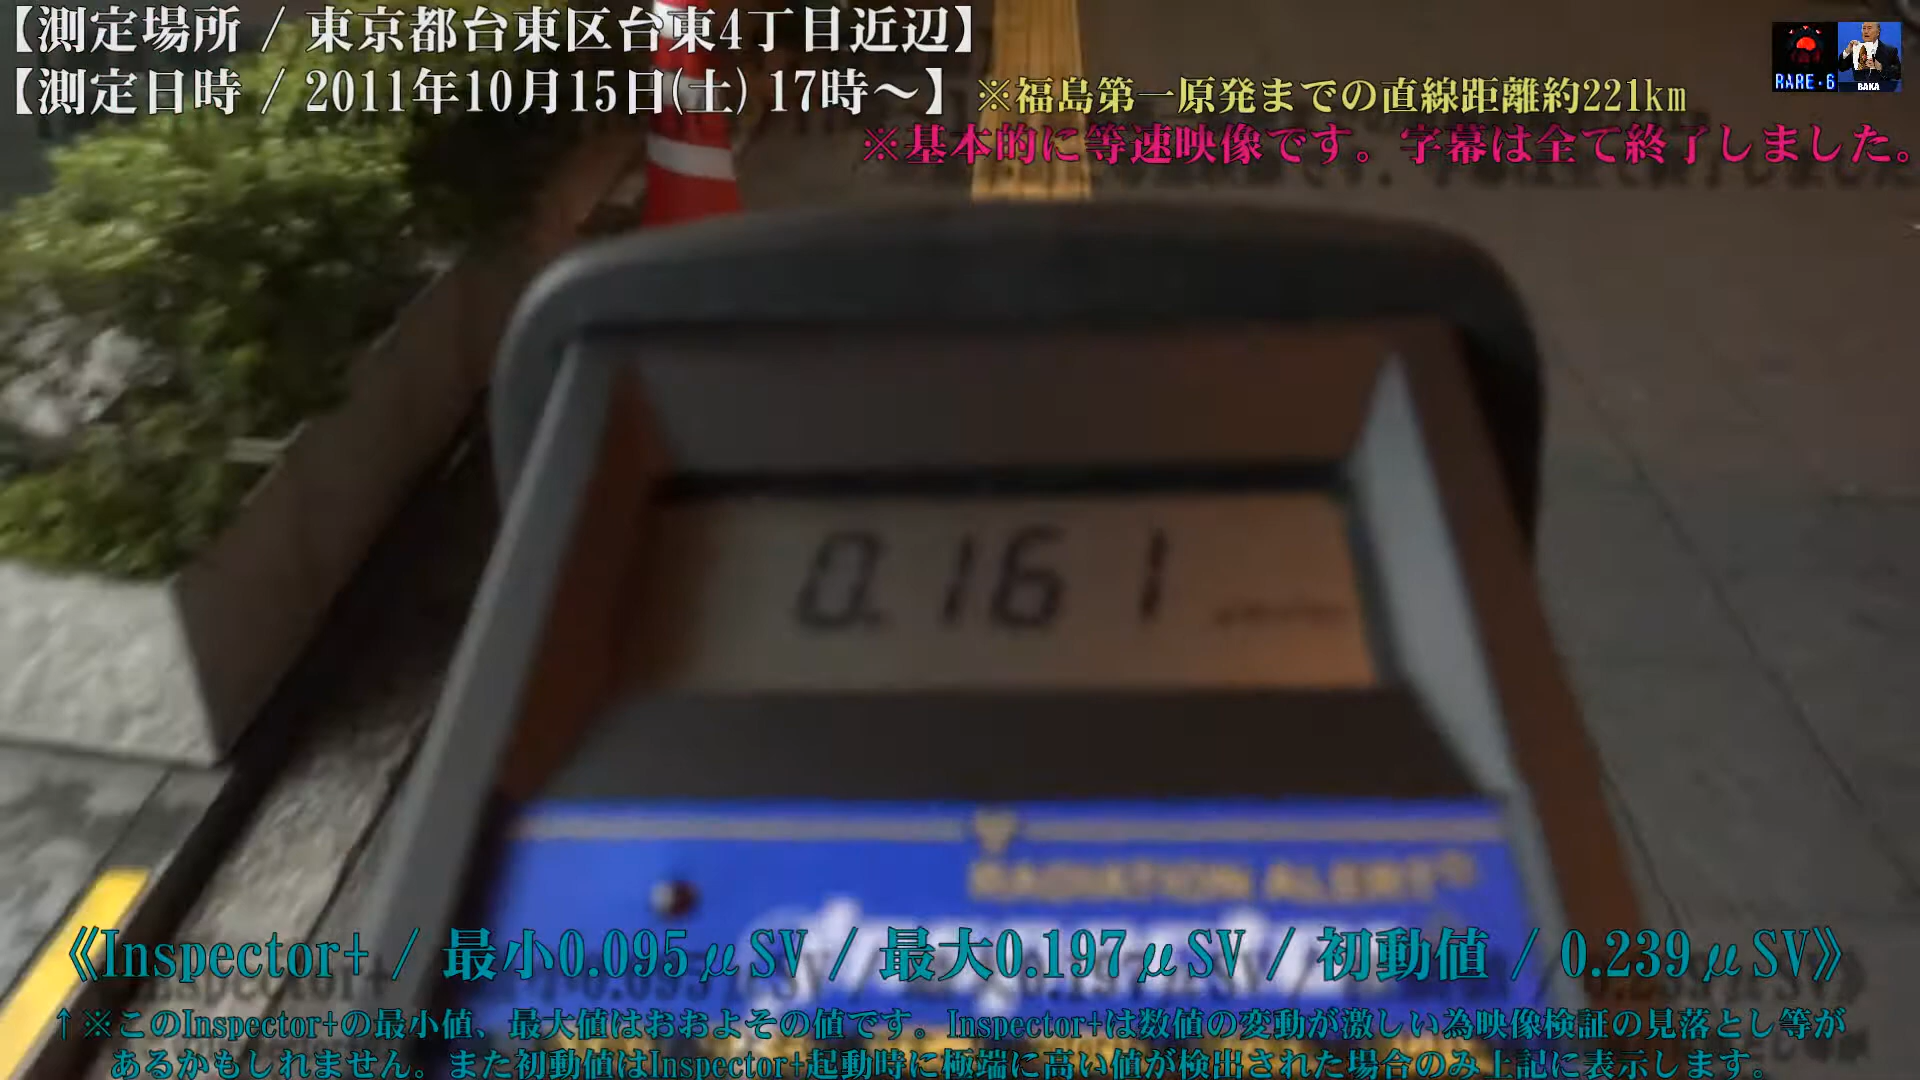 【測定場所 / 東京都台東区台東4丁目近辺】
【測定日時 / 2011年10月15日(土) 17時～】
※福島第一原発までの直線距離約221km
※基本的に等速映像です。字幕は全て終了しました。
RARE・6
BAKA
0.161
RADIATION ALERT®
《Inspector+ / 最小0.095μSV / 最大0.197μSV / 初動値 / 0.239μSV》
↑※このInspector+の最小値、最大値はおおよその値です。Inspector+は数値の変動が激しい為映像検証の見落とし等が
あるかもしれません。また初動値はInspector+起動時に極端に高い値が検出された場合のみ上記に表示します。